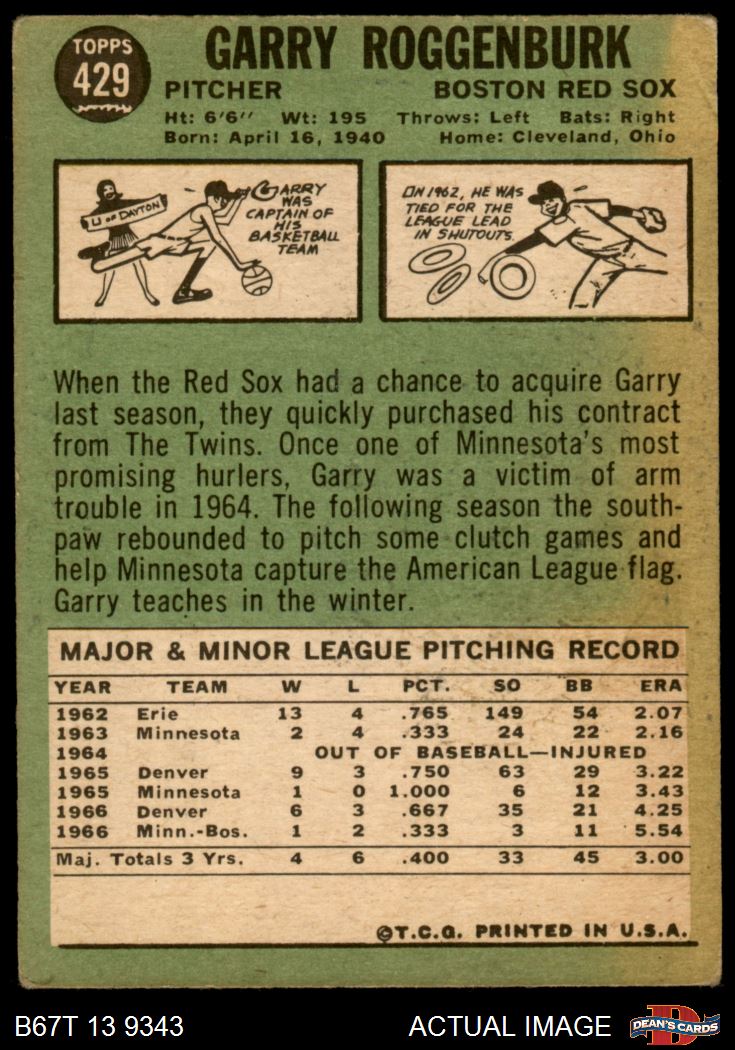 TOPPS
429
GARRY ROGGENBURK
PITCHER BOSTON RED SOX
Ht: 6'6" Wt: 195 Throws: Left Bats: Right
Born: April 16, 1940 Home: Cleveland, Ohio
U OF DAYTON
GARRY
WAS
CAPTAIN OF
HIS
BASKETBALL
TEAM
IN 1962, HE WAS
TIED FOR THE
LEAGUE LEAD
IN SHUTOUTS.
When the Red Sox had a chance to acquire Garry
last season, they quickly purchased his contract
from The Twins. Once one of Minnesota's most
promising hurlers, Garry was a victim of arm
trouble in 1964. The following season the south-
paw rebounded to pitch some clutch games and
help Minnesota capture the American League flag.
Garry teaches in the winter.
MAJOR & MINOR LEAGUE PITCHING RECORD
YEAR TEAM W L PCT. SO BB ERA
1962 Erie 13 4 .765 149 54 2.07
1963 Minnesota 2 4 .333 24 22 2.16
1964 OUT OF BASEBALL—INJURED
1965 Denver 9 3 .750 63 29 3.22
1965 Minnesota 1 0 1.000 6 12 3.43
1966 Denver 6 3 .667 35 21 4.25
1966 Minn.-Bos. 1 2 .333 3 11 5.54
Maj. Totals 3 Yrs. 4 6 .400 33 45 3.00
©T.C.G. PRINTED IN U.S.A.
B67T 13 9343 ACTUAL IMAGE
D
DEAN'S CARDS